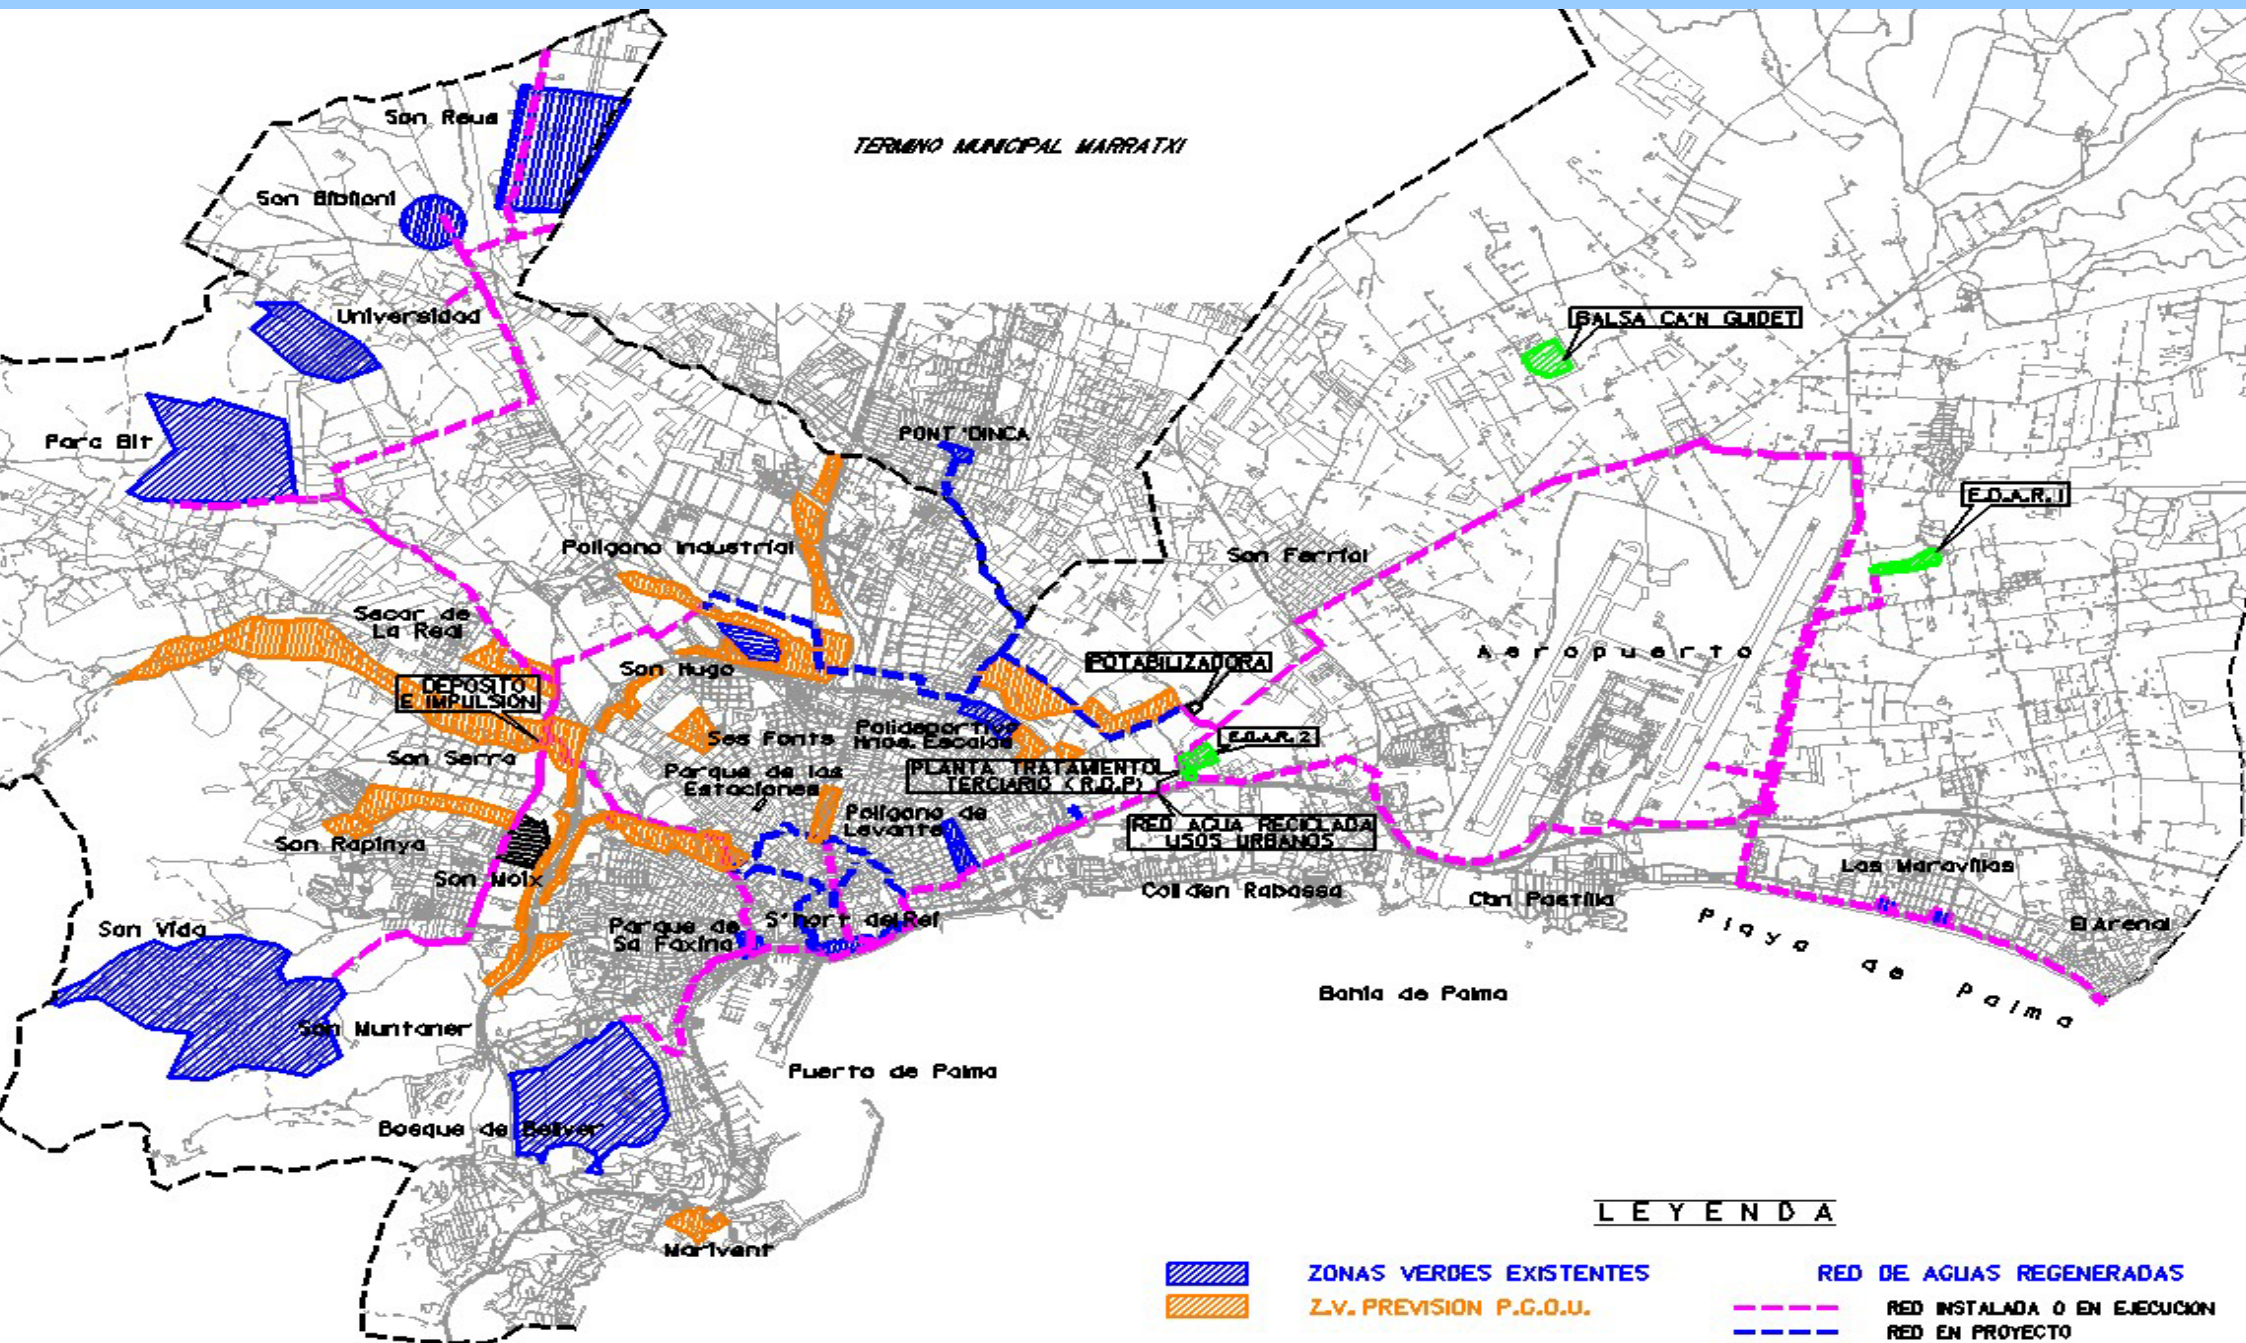 Son Reus
TERMINO MUNICIPAL MARRATXI
Son Bibiloni
Universidad
BALSA CA'N GUIDET
Parc Bit
PONT D'INCA
E.D.A.R. 1
Poligono Industrial
Son Ferriol
Secar de
La Real
Aeropuerto
Son Hugo
POTABILIZADORA
DEPOSITO
E IMPULSION
Ses Fonts
Polideportivo
Hnos. Escalas
E.D.A.R. 2
Son Serra
Parque de las
Estaciones
PLANTA TRATAMIENTO
TERCIARIO (R.D.P)
Poligono de
Levante
RED AGUA RECICLADA
USOS URBANOS
Son Rapinya
Son Moix
Las Maravillas
Coll den Rabassa
Can Pastilla
Son Vida
Parque de
Sa Faxina
S'hort del Rei
Playa de palma
El Arenal
Bahia de Palma
Son Muntaner
Puerto de Palma
Bosque de Bellver
Marivent
LEYENDA
ZONAS VERDES EXISTENTES
RED DE AGUAS REGENERADAS
Z.V. PREVISION P.G.O.U.
RED INSTALADA O EN EJECUCION
RED EN PROYECTO